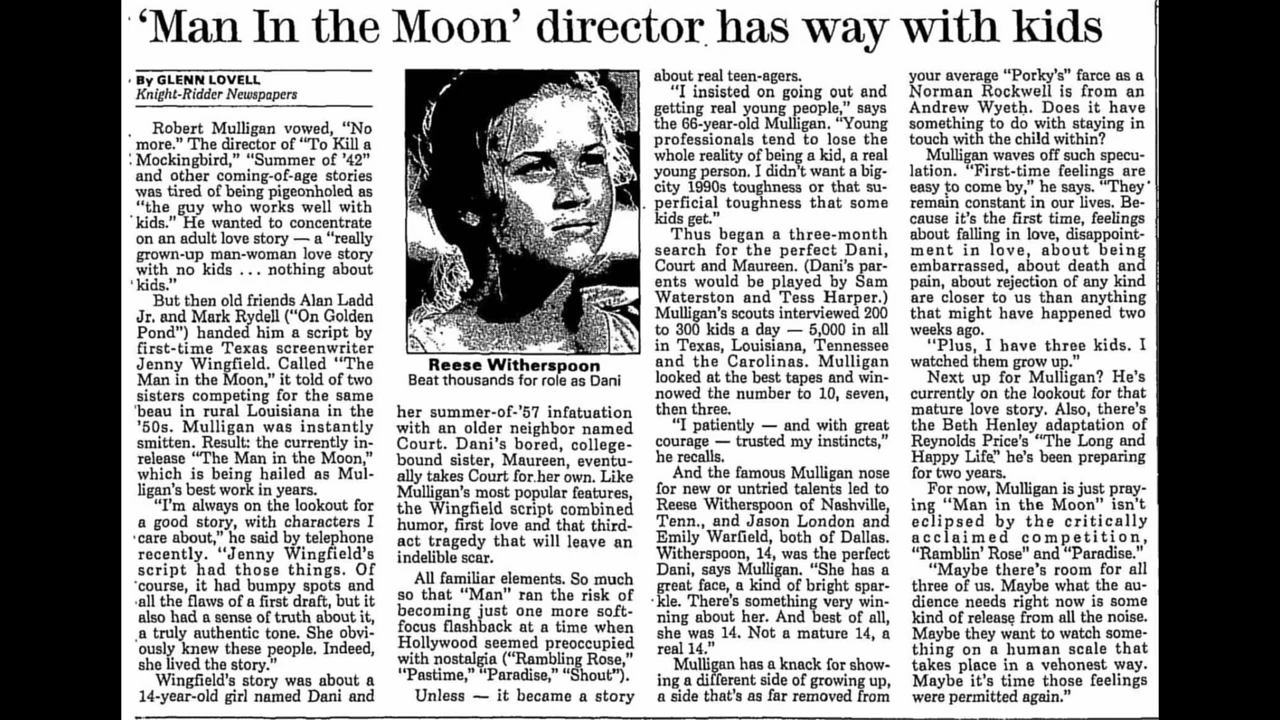 'Man In the Moon' director has way with kids
By GLENN LOVELL
Knight-Ridder Newspapers
Robert Mulligan vowed, "No
more." The director of "To Kill a
Mockingbird," "Summer of '42"
and other coming-of-age stories
was tired of being pigeonholed as
"the guy who works well with
kids." He wanted to concentrate
on an adult love story — a "really
grown-up man-woman love story
with no kids ... nothing about
kids."
But then old friends Alan Ladd
Jr. and Mark Rydell ("On Golden
Pond") handed him a script by
first-time Texas screenwriter
Jenny Wingfield. Called "The
Man in the Moon," it told of two
sisters competing for the same
beau in rural Louisiana in the
'50s. Mulligan was instantly
smitten. Result: the currently in-
release "The Man in the Moon,"
which is being hailed as Mul-
ligan's best work in years.
"I'm always on the lookout for
a good story, with characters I
care about," he said by telephone
recently. "Jenny Wingfield's
script had those things. Of
course, it had bumpy spots and
all the flaws of a first draft, but it
also had a sense of truth about it,
a truly authentic tone. She obvi-
ously knew these people. Indeed,
she lived the story."
Wingfield's story was about a
14-year-old girl named Dani and
Reese Witherspoon
Beat thousands for role as Dani
her summer-of-'57 infatuation
with an older neighbor named
Court. Dani's bored, college-
bound sister, Maureen, eventu-
ally takes Court for her own. Like
Mulligan's most popular features,
the Wingfield script combined
humor, first love and that third-
act tragedy that will leave an
indelible scar.
All familiar elements. So much
so that "Man" ran the risk of
becoming just one more soft-
focus flashback at a time when
Hollywood seemed preoccupied
with nostalgia ("Rambling Rose,"
"Pastime," "Paradise," "Shout").
Unless — it became a story
about real teen-agers.
"I insisted on going out and
getting real young people," says
the 66-year-old Mulligan. "Young
professionals tend to lose the
whole reality of being a kid, a real
young person. I didn't want a big-
city 1990s toughness or that su-
perficial toughness that some
kids get."
Thus began a three-month
search for the perfect Dani,
Court and Maureen. (Dani's par-
ents would be played by Sam
Waterston and Tess Harper.)
Mulligan's scouts interviewed 200
to 300 kids a day — 5,000 in all
in Texas, Louisiana, Tennessee
and the Carolinas. Mulligan
looked at the best tapes and win-
nowed the number to 10, seven,
then three.
"I patiently — and with great
courage — trusted my instincts,"
he recalls.
And the famous Mulligan nose
for new or untried talents led to
Reese Witherspoon of Nashville,
Tenn., and Jason London and
Emily Warfield, both of Dallas.
Witherspoon, 14, was the perfect
Dani, says Mulligan. "She has a
great face, a kind of bright spar-
kle. There's something very win-
ning about her. And best of all,
she was 14. Not a mature 14, a
real 14."
Mulligan has a knack for show-
ing a different side of growing up,
a side that's as far removed from
your average "Porky's" farce as a
Norman Rockwell is from an
Andrew Wyeth. Does it have
something to do with staying in
touch with the child within?
Mulligan waves off such specu-
lation. "First-time feelings are
easy to come by," he says. "They
remain constant in our lives. Be-
cause it's the first time, feelings
about falling in love, disappoint-
ment in love, about being
embarrassed, about death and
pain, about rejection of any kind
are closer to us than anything
that might have happened two
weeks ago.
"Plus, I have three kids. I
watched them grow up."
Next up for Mulligan? He's
currently on the lookout for that
mature love story. Also, there's
the Beth Henley adaptation of
Reynolds Price's "The Long and
Happy Life," he's been preparing
for two years.
For now, Mulligan is just pray-
ing "Man in the Moon" isn't
eclipsed by the critically
acclaimed competition,
"Ramblin' Rose" and "Paradise."
"Maybe there's room for all
three of us. Maybe what the au-
dience needs right now is some
kind of release from all the noise.
Maybe they want to watch some-
thing on a human scale that
takes place in a vehonest way.
Maybe it's time those feelings
were permitted again."